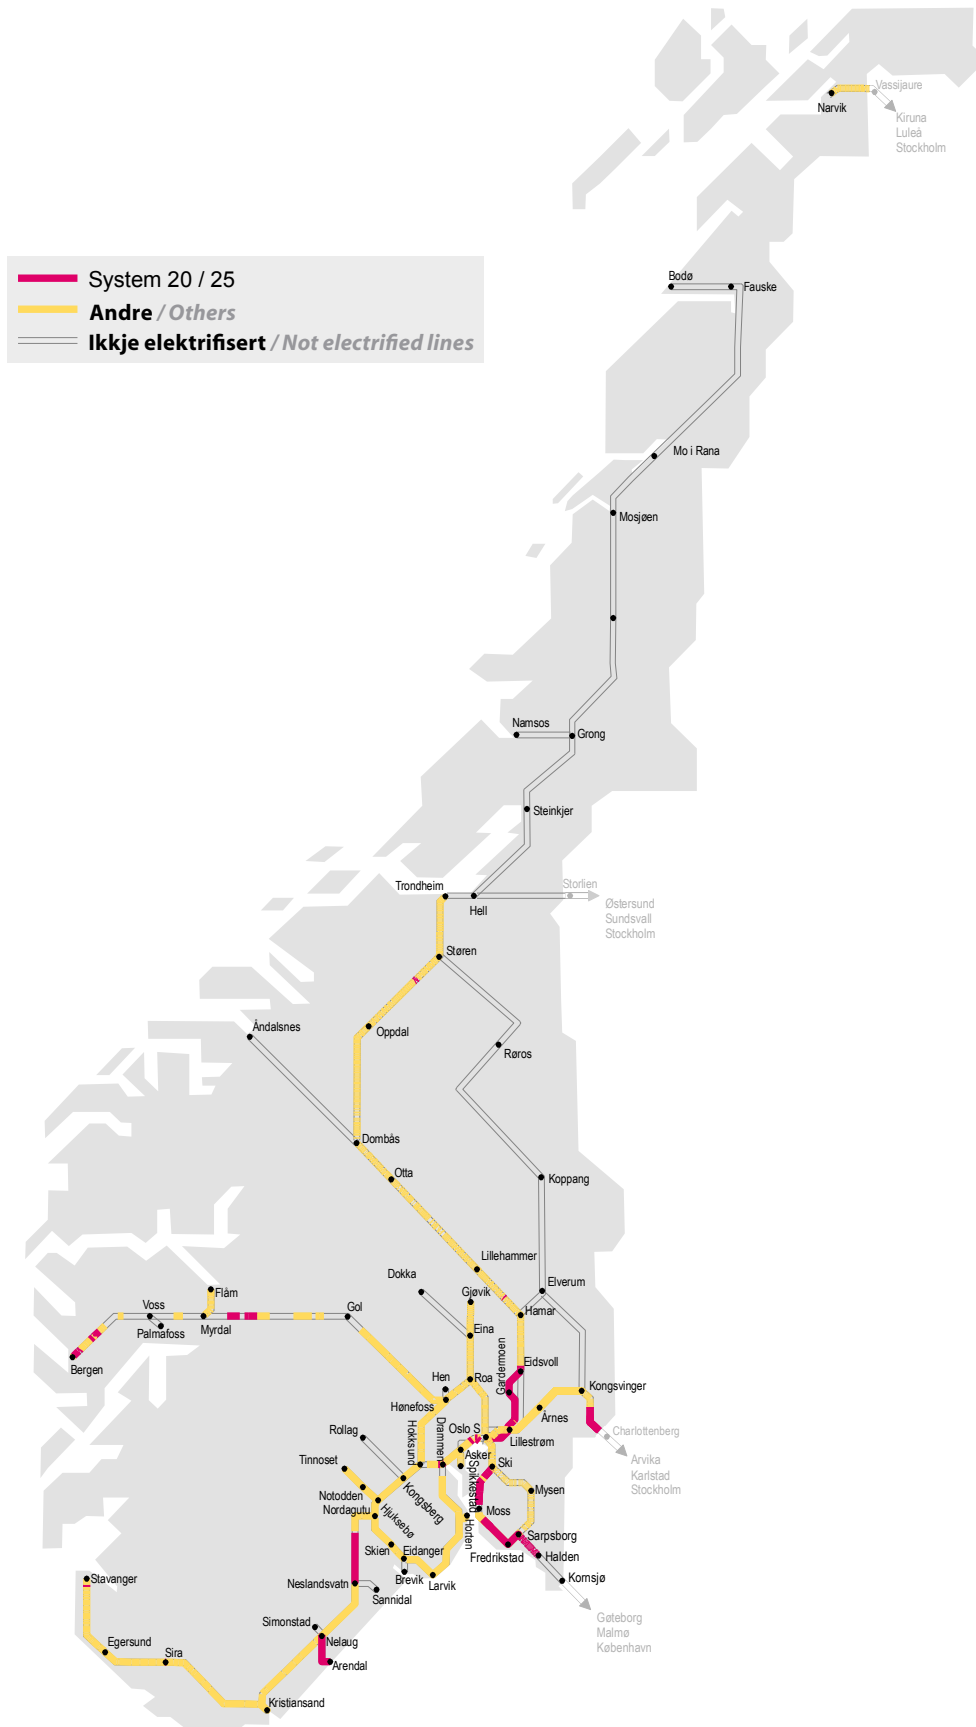 Vassijaure
Narvik
Kiruna
Luleå
Stockholm
System 20 / 25
Andre / Others
Ikkje elektrifisert / Not electrified lines
Bodø
Fauske
Mo i Rana
Mosjøen
Namsos
Grong
Steinkjer
Trondheim
Storlien
Hell
Østersund
Sundsvall
Stockholm
Støren
Åndalsnes
Oppdal
Røros
Dombås
Otta
Koppang
Lillehammer
Dokka
Elverum
Flåm
Gjøvik
Voss
Gol
Hamar
Palmafoss
Myrdal
Eina
Bergen
Gardermoen
Eidsvoll
Hen
Roa
Kongsvinger
Hønefoss
Årnes
Rollag
Hokksund
Drammen
Oslo S
Lillestrøm
Charlottenberg
Asker
Arvika
Karlstad
Stockholm
Tinnoset
Spikkestad
Ski
Notodden
Kongsberg
Mysen
Nordagutu
Hjuksebø
Moss
Horten
Sarpsborg
Skien
Eidanger
Fredrikstad
Halden
Stavanger
Brevik
Larvik
Kornsjø
Neslandsvatn
Sannidal
Simonstad
Gøteborg
Malmø
København
Nelaug
Egersund
Sira
Arendal
Kristiansand